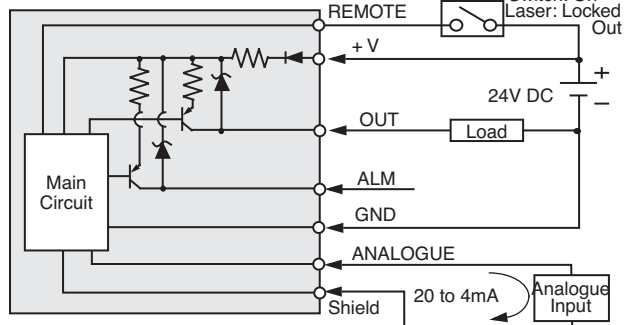 REMOTE
Laser: Locked
Out
+ V
24V DC
+
−
OUT
Load
Main
Circuit
ALM
GND
ANALOGUE
20 to 4mA
Analogue
Input
Shield